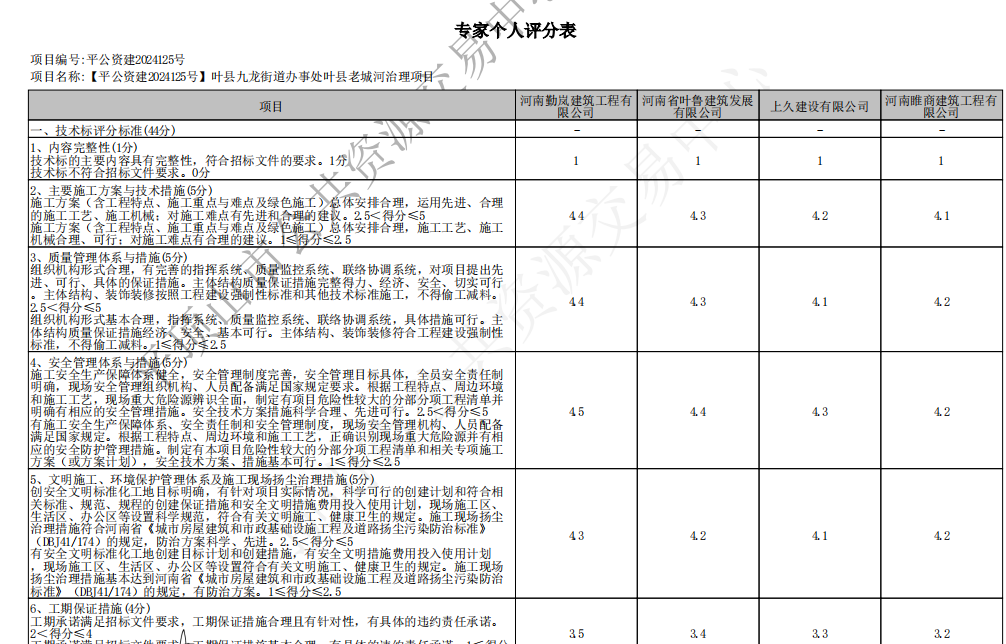 专家个人评分表
项目编号:平公资建2024125号
项目名称:【平公资建2024125号】叶县九龙街道办事处叶县老城河治理项目
项目
河南勤岚建筑工程有限公司
河南省叶鲁建筑发展有限公司
上久建设有限公司
河南睢商建筑工程有限公司
一、技术标评分标准(44分)
- - - -
1、内容完整性(1分)
技术标的主要内容具有完整性，符合招标文件的要求。1分
技术标不符合招标文件要求。0分
1 1 1 1
2、主要施工方案与技术措施(5分)
施工方案（含工程特点、施工重点与难点及绿色施工）总体安排合理，运用先进、合理
的施工工艺、施工机械；对施工难点有先进和合理的建议。2.5＜得分≤5
施工方案（含工程特点、施工重点与难点及绿色施工）总体安排合理，施工工艺、施工
机械合理、可行；对施工难点有合理的建议。1≤得分≤2.5
4.4 4.3 4.2 4.1
3、质量管理体系与措施(5分)
组织机构形式合理，有完善的指挥系统、质量监控系统、联络协调系统，对项目提出先
进、可行、具体的保证措施。主体结构质量保证措施完整得力、经济、安全、切实可行
。主体结构、装饰装修按照工程建设强制性标准和其他技术标准施工，不得偷工减料。
2.5＜得分≤5
组织机构形式基本合理，指挥系统、质量监控系统、联络协调系统，具体措施可行。主
体结构质量保证措施经济、安全、基本可行。主体结构、装饰装修符合工程建设强制性
标准，不得偷工减料。1≤得分≤2.5
4.4 4.3 4.1 4.2
4、安全管理体系与措施(5分)
施工安全生产保障体系健全，安全管理制度完善，安全管理目标具体，全员安全责任制
明确，现场安全管理组织机构、人员配备满足国家规定要求。根据工程特点、周边环境
和施工工艺，现场重大危险源辨识全面，制定有项目危险性较大的分部分项工程清单并
明确有相应的安全管理措施。安全技术方案措施科学合理、先进可行。2.5＜得分≤5
有施工安全生产保障体系、安全责任制和安全管理制度，现场安全管理机构、人员配备
满足国家规定。根据工程特点、周边环境和施工工艺，正确识别现场重大危险源并有相
应的安全防护管理措施。制定有本项目危险性较大的分部分项工程清单和相关专项施工
方案（或方案计划），安全技术方案、措施基本可行。1≤得分≤2.5
4.5 4.4 4.3 4.2
5、文明施工、环境保护管理体系及施工现场扬尘治理措施(5分)
创安全文明标准化工地目标明确，有针对项目实际情况，科学可行的创建计划和符合相
关标准、规范、规程的创建保证措施和安全文明措施费用投入使用计划，现场施工区、
生活区、办公区等设置科学规范，符合有关文明施工、健康卫生的规定。施工现场扬尘
治理措施符合河南省《城市房屋建筑和市政基础设施工程及道路扬尘污染防治标准》
（DBJ41/174）的规定，防治方案科学、先进。2.5＜得分≤5
有安全文明标准化工地创建目标计划和创建措施，有安全文明措施费用投入使用计划
，现场施工区、生活区、办公区等设置符合有关文明施工、健康卫生的规定。施工现场
扬尘治理措施基本达到河南省《城市房屋建筑和市政基础设施工程及道路扬尘污染防治
标准》（DBJ41/174）的规定，有防治方案。1≤得分≤2.5
4.3 4.2 4.1 4.2
6、工期保证措施(4分)
工期承诺满足招标文件要求，工期保证措施合理且有针对性，有具体的违约责任承诺。
2＜得分≤4
3.5 3.4 3.3 3.2